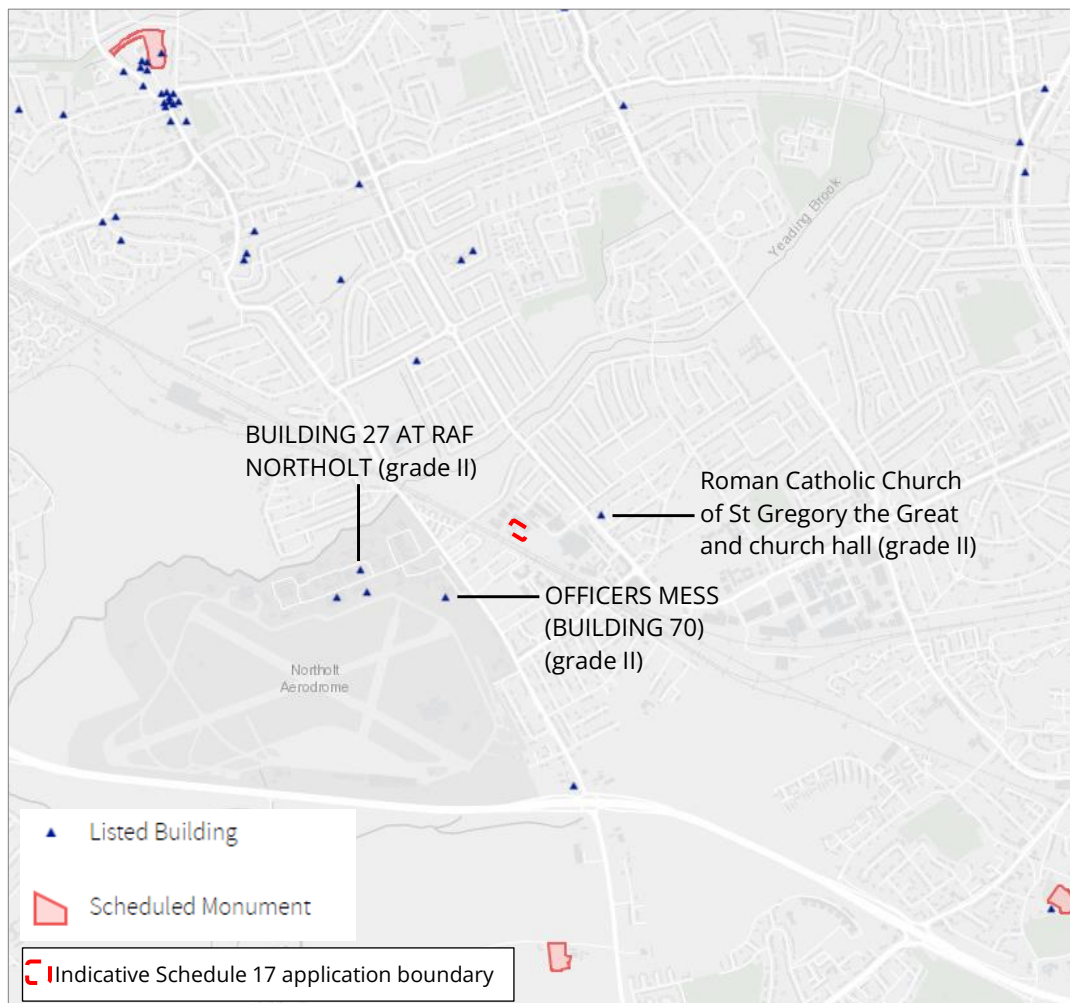 Yeading Brook
BUILDING 27 AT RAF
NORTHOLT (grade II)
Roman Catholic Church
of St Gregory the Great
and church hall (grade II)
OFFICERS MESS
(BUILDING 70)
(grade II)
Northolt
Aerodrome
Listed Building
Scheduled Monument
Indicative Schedule 17 application boundary